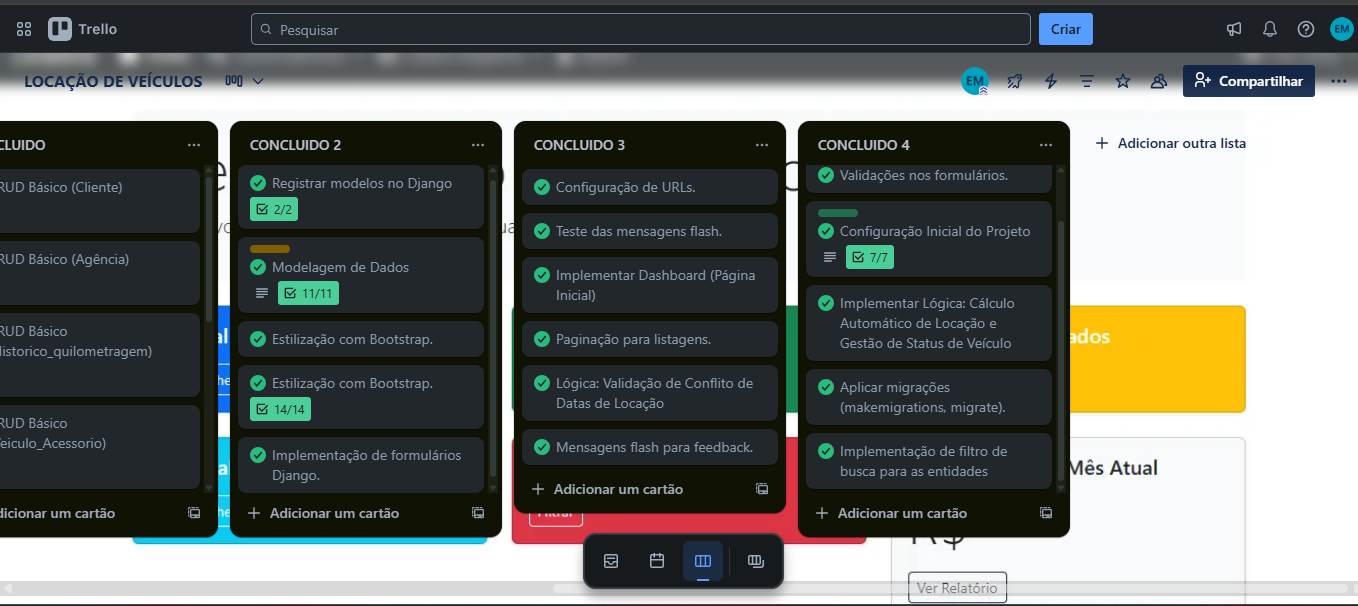 Trello
Pesquisar
Criar
EM
LOCAÇÃO DE VEÍCULOS
EM
Compartilhar
CLUIDO
RUD Básico (Cliente)
RUD Básico (Agência)
RUD Básico
Historico_quilometragem)
RUD Básico
Veiculo_Acessorio)
dicionar um cartão
CONCLUIDO 2
Registrar modelos no Django
2/2
Modelagem de Dados
11/11
Estilização com Bootstrap.
Estilização com Bootstrap.
14/14
Implementação de formulários
Django.
Adicionar um cartão
CONCLUIDO 3
Configuração de URLs.
Teste das mensagens flash.
Implementar Dashboard (Página
Inicial)
Paginação para listagens.
Lógica: Validação de Conflito de
Datas de Locação
Mensagens flash para feedback.
Adicionar um cartão
CONCLUIDO 4
Validações nos formulários.
Configuração Inicial do Projeto
7/7
Implementar Lógica: Cálculo
Automático de Locação e
Gestão de Status de Veículo
Aplicar migrações
(makemigrations, migrate).
Implementação de filtro de
busca para as entidades
Adicionar um cartão
Adicionar outra lista
ados
Mês Atual
R$
Ver Relatório